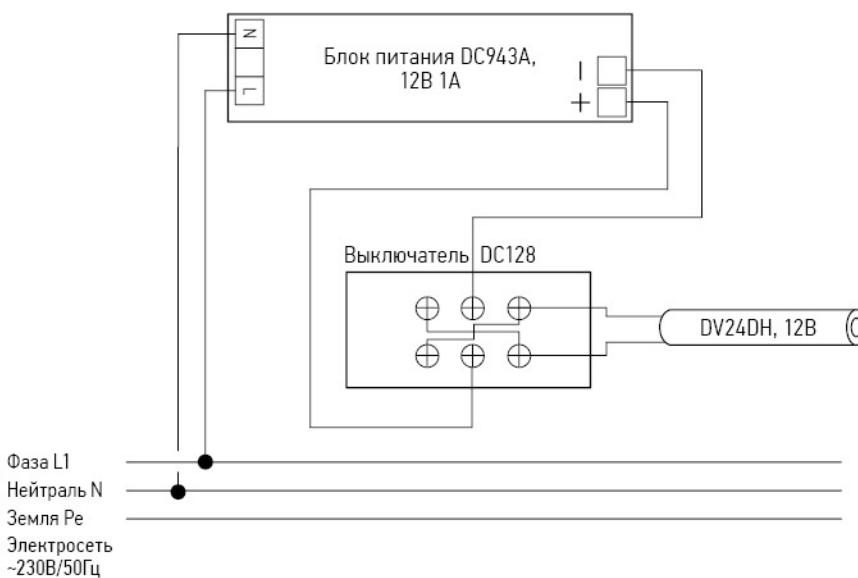 N
L
Блок питания DC943A,
12В 1А
−
+
Выключатель DC128
DV24DH, 12В
Фаза L1
Нейтраль N
Земля Pe
Электросеть
~230В/50Гц